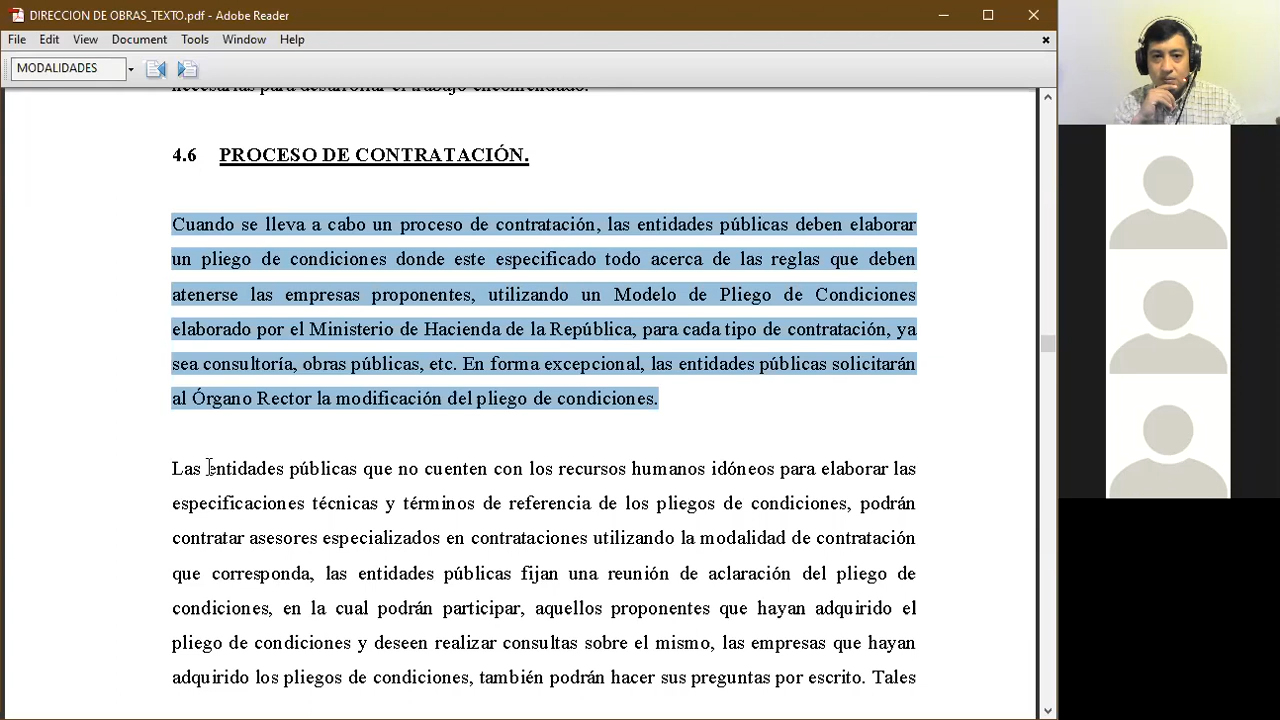 DIRECCION DE OBRAS_TEXTO.pdf - Adobe Reader
File Edit View Document Tools Window Help
MODALIDADES
necesarias para desarrollar el trabajo encomendado.
4.6 PROCESO DE CONTRATACIÓN.
Cuando se lleva a cabo un proceso de contratación, las entidades públicas deben elaborar
un pliego de condiciones donde este especificado todo acerca de las reglas que deben
atenerse las empresas proponentes, utilizando un Modelo de Pliego de Condiciones
elaborado por el Ministerio de Hacienda de la República, para cada tipo de contratación, ya
sea consultoría, obras públicas, etc. En forma excepcional, las entidades públicas solicitarán
al Órgano Rector la modificación del pliego de condiciones.
Las entidades públicas que no cuenten con los recursos humanos idóneos para elaborar las
especificaciones técnicas y términos de referencia de los pliegos de condiciones, podrán
contratar asesores especializados en contrataciones utilizando la modalidad de contratación
que corresponda, las entidades públicas fijan una reunión de aclaración del pliego de
condiciones, en la cual podrán participar, aquellos proponentes que hayan adquirido el
pliego de condiciones y deseen realizar consultas sobre el mismo, las empresas que hayan
adquirido los pliegos de condiciones, también podrán hacer sus preguntas por escrito. Tales